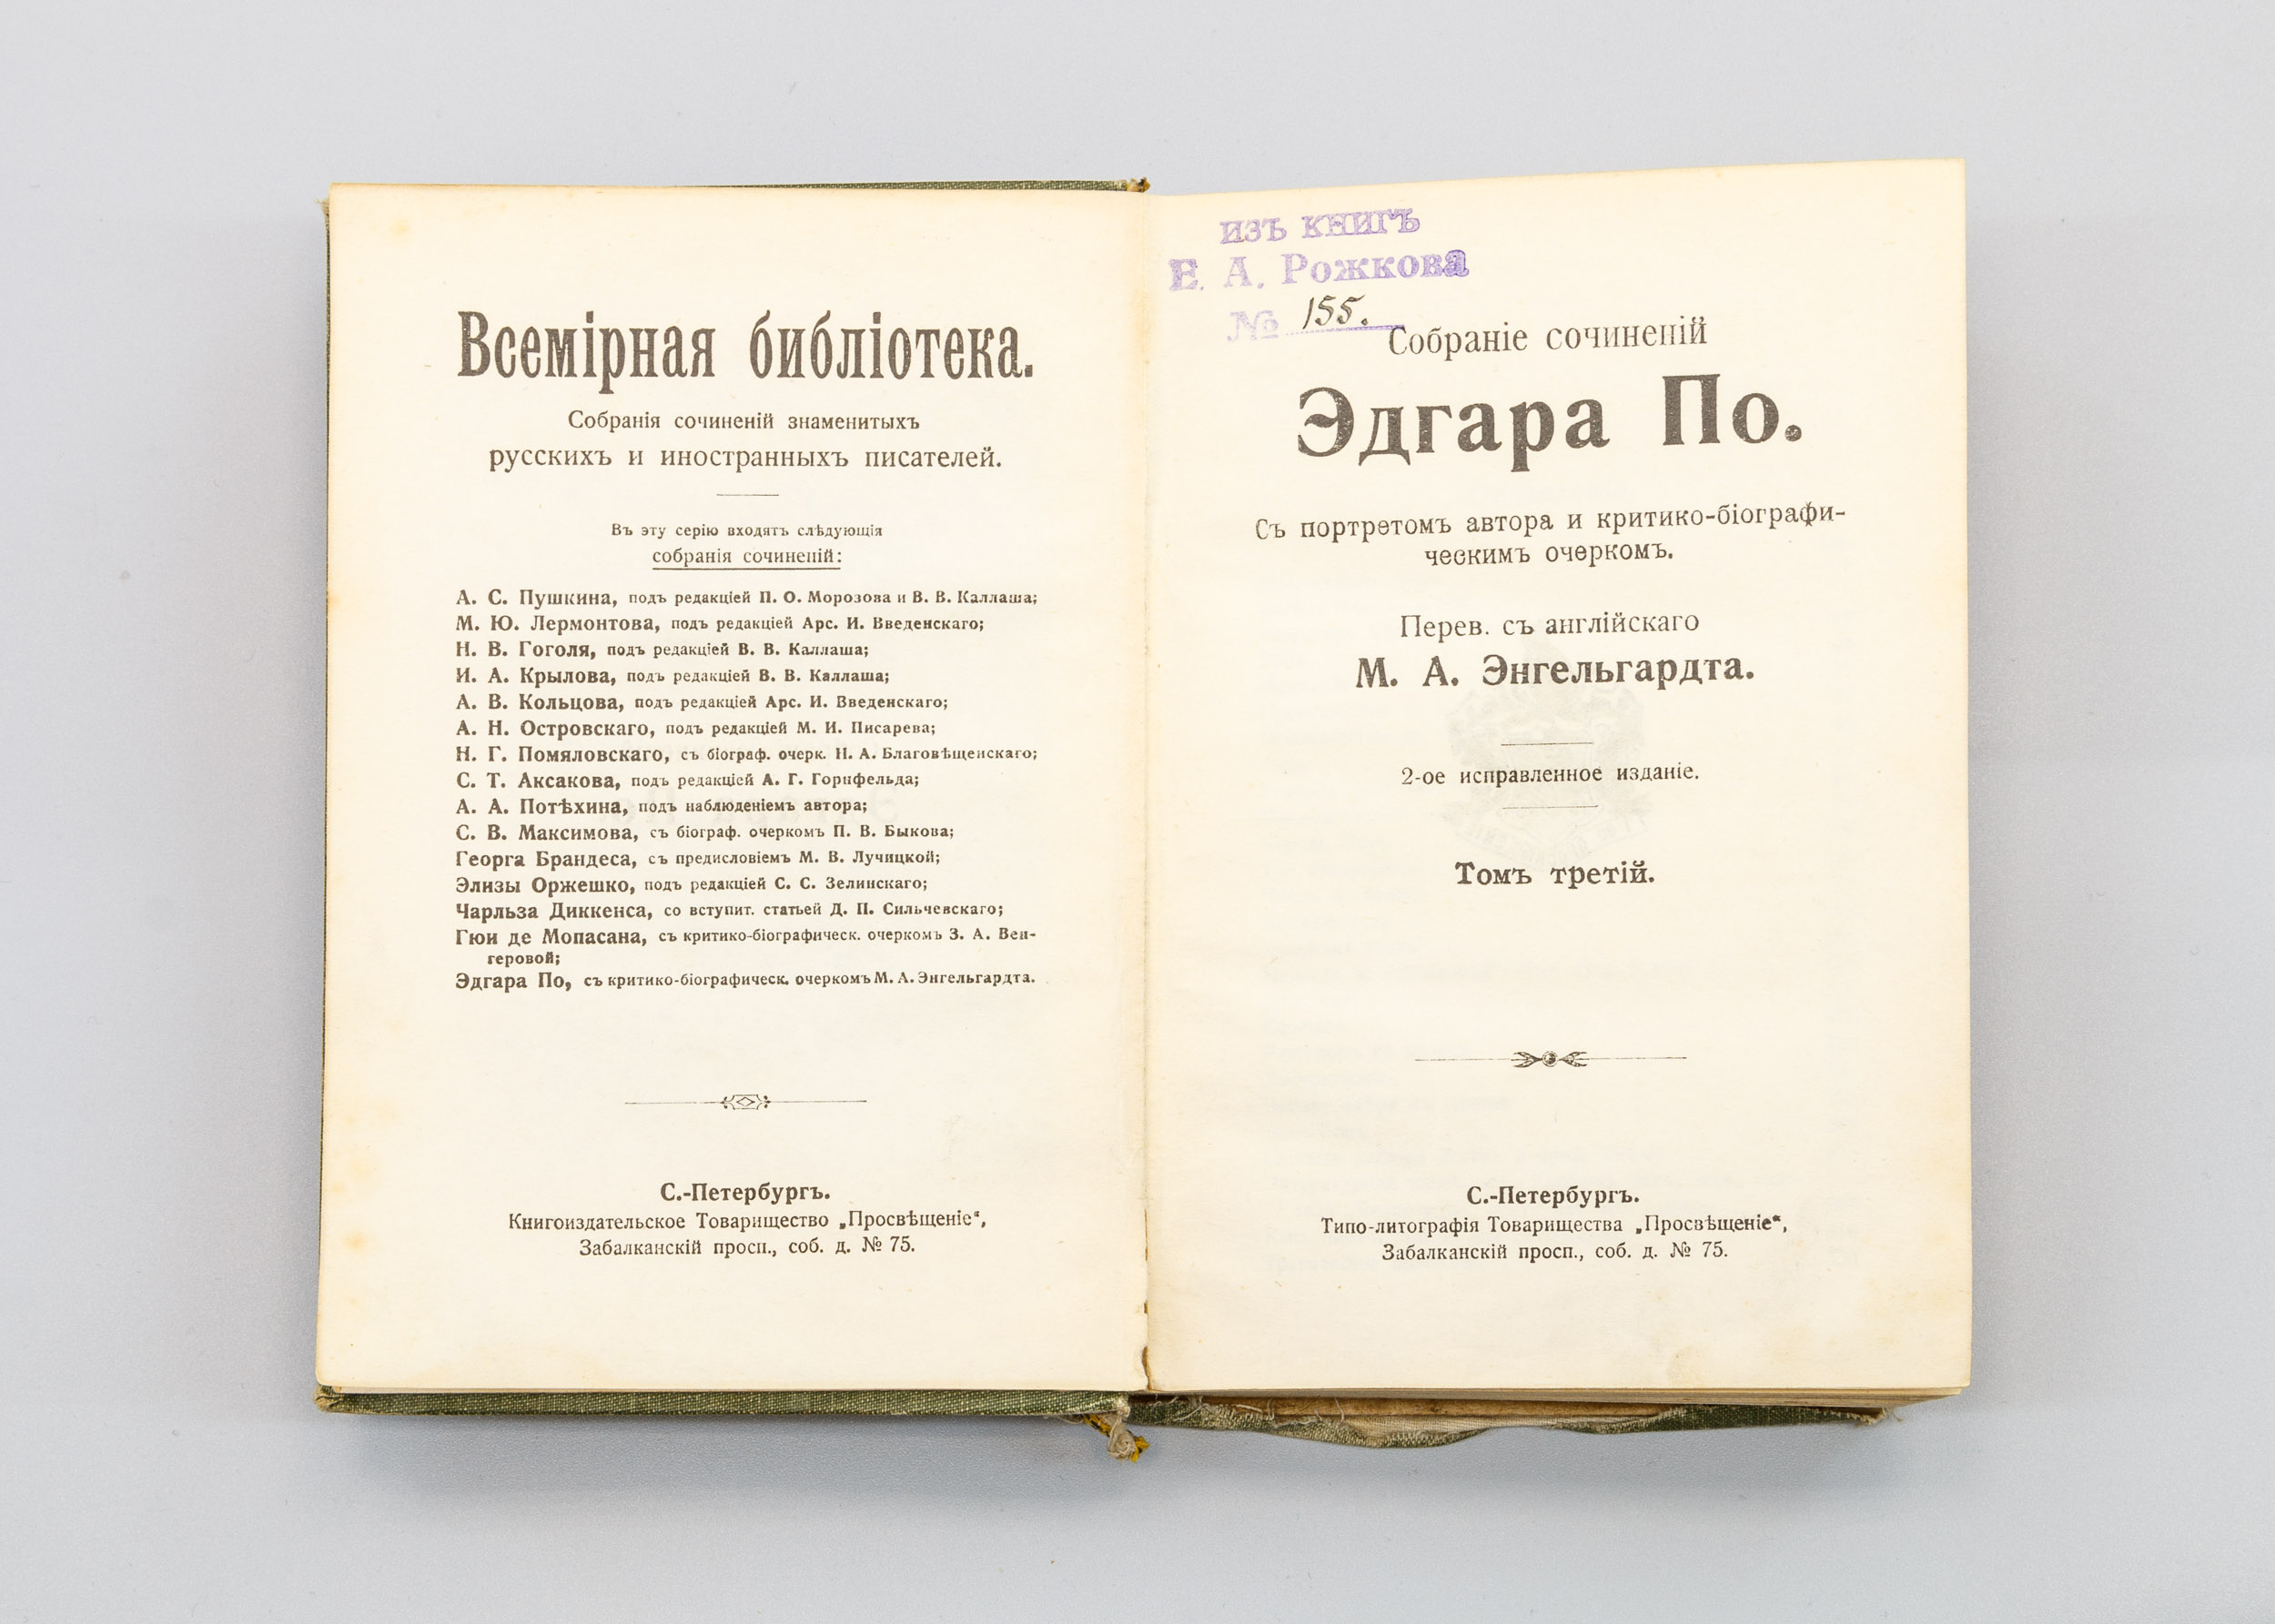 Всемірная библіотека.
Собранія сочиненій знаменитыхъ
русскихъ и иностранныхъ писателей.
Въ эту серію входятъ слѣдующія
собранія сочиненій:
А. С. Пушкина, подъ редакціей П. О. Морозова и В. В. Каллаша;
М. Ю. Лермонтова, подъ редакціей Арс. И. Введенскаго;
Н. В. Гоголя, подъ редакціей В. В. Каллаша;
И. А. Крылова, подъ редакціей В. В. Каллаша;
А. В. Кольцова, подъ редакціей Арс. И. Введенскаго;
А. Н. Островскаго, подъ редакціей М. И. Писарева;
Н. Г. Помяловскаго, съ біограф. очерк. Н. А. Благовѣщенскаго;
С. Т. Аксакова, подъ редакціей А. Г. Горнфельда;
А. А. Потѣхина, подъ наблюденіемъ автора;
С. В. Максимова, съ біограф. очеркомъ П. В. Быкова;
Георга Брандеса, съ предисловіемъ М. В. Лучицкой;
Элизы Оржешко, подъ редакціей С. С. Зелинскаго;
Чарльза Диккенса, со вступит. статьей Д. П. Сильчевскаго;
Гюи де Мопасана, съ критико-біографическ. очеркомъ З. А. Вен-
геровой;
Эдгара По, съ критико-біографическ. очеркомъ М. А. Энгельгардта.
С.-Петербургъ.
Книгоиздательское Товарищество „Просвѣщеніе“,
Забалканскій просп., соб. д. № 75.
изъ книгъ
Е. А. Рожкова
№ 155.
Собраніе сочиненій
Эдгара По.
Съ портретомъ автора и критико-біографи-
ческимъ очеркомъ.
Перев. съ англійскаго
М. А. Энгельгардта.
2-ое исправленное изданіе.
Томъ третій.
С.-Петербургъ.
Типо-литографія Товарищества „Просвѣщеніе“,
Забалканскій просп., соб. д. № 75.